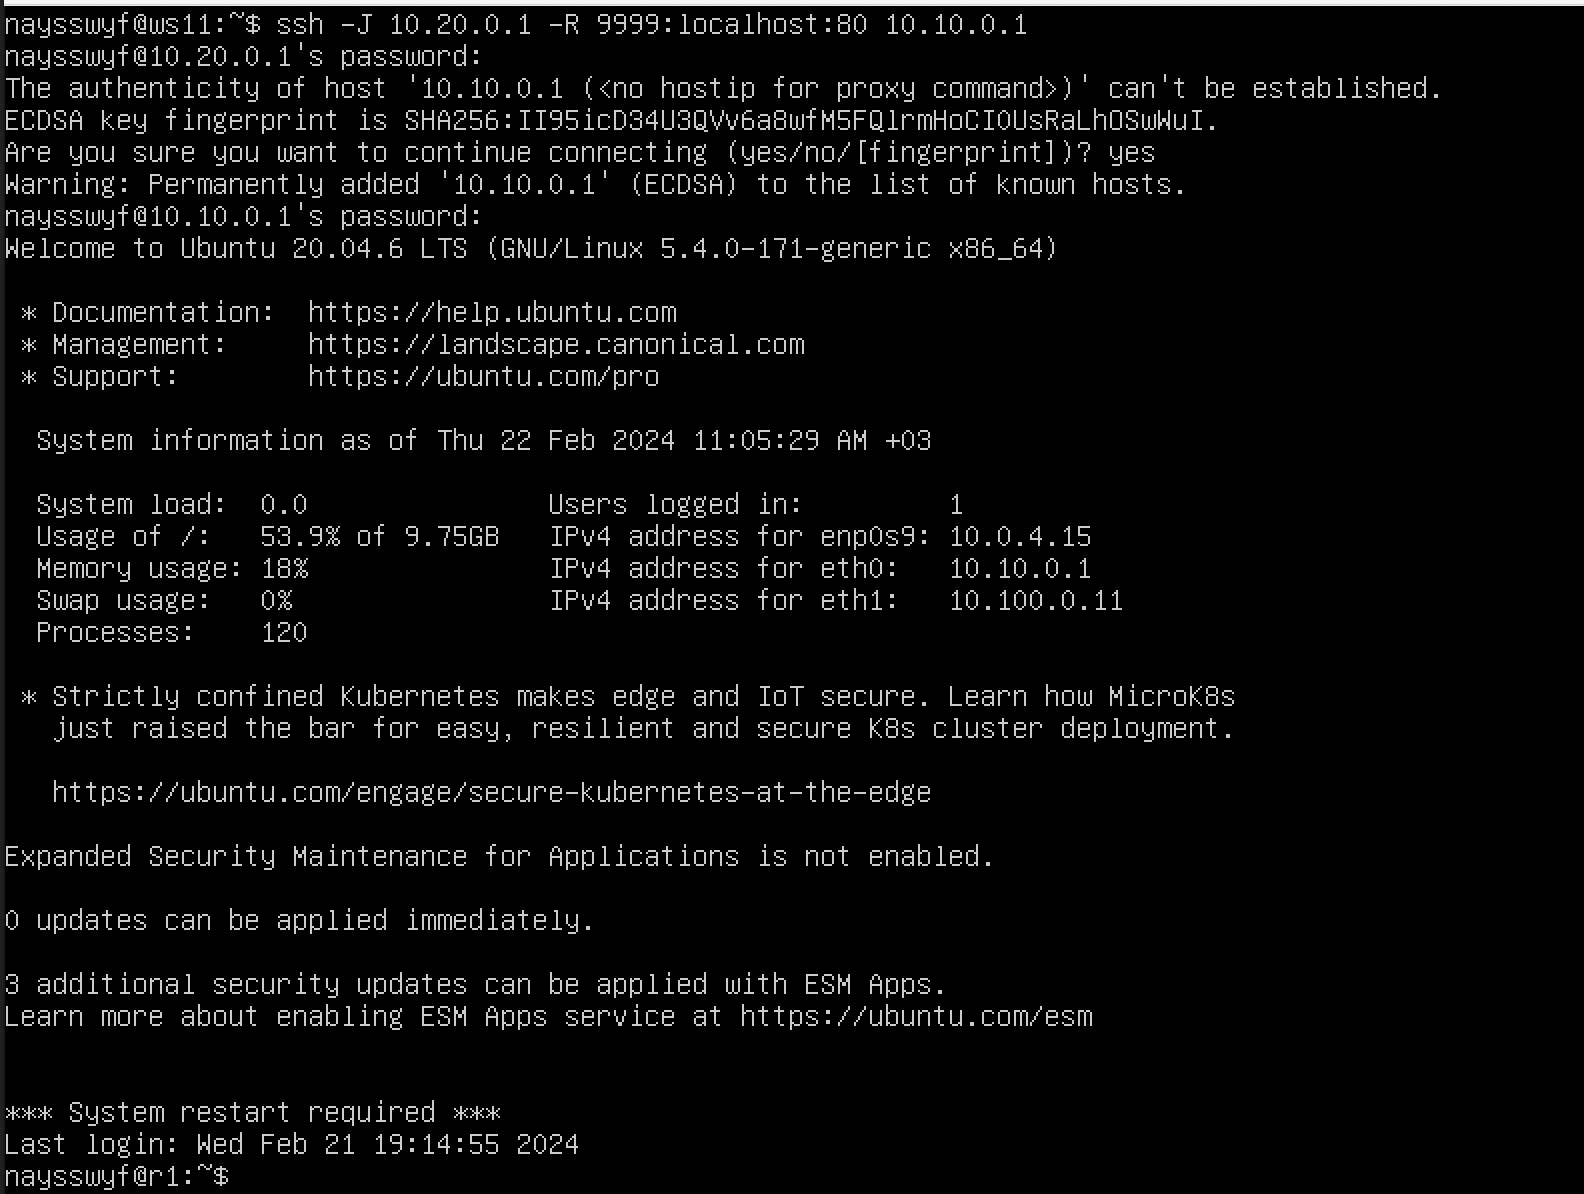 naysswyf@ws11:~$ ssh -J 10.20.0.1 -R 9999:localhost:80 10.10.0.1
naysswyf@10.20.0.1's password:
The authenticity of host '10.10.0.1 (<no hostip for proxy command>)' can't be established.
ECDSA key fingerprint is SHA256:II95icD34U3QVv6a8wfM5FQlrmHoCIOUsRaLhOSwWuI.
Are you sure you want to continue connecting (yes/no/[fingerprint])? yes
Warning: Permanently added '10.10.0.1' (ECDSA) to the list of known hosts.
naysswyf@10.10.0.1's password:
Welcome to Ubuntu 20.04.6 LTS (GNU/Linux 5.4.0-171-generic x86_64)
* Documentation:  https://help.ubuntu.com
* Management:     https://landscape.canonical.com
* Support:        https://ubuntu.com/pro
System information as of Thu 22 Feb 2024 11:05:29 AM +03
System load:  0.0               Users logged in:         1
Usage of /:   53.9% of 9.75GB   IPv4 address for enp0s9: 10.0.4.15
Memory usage: 18%               IPv4 address for eth0:   10.10.0.1
Swap usage:   0%                IPv4 address for eth1:   10.100.0.11
Processes:    120
* Strictly confined Kubernetes makes edge and IoT secure. Learn how MicroK8s
just raised the bar for easy, resilient and secure K8s cluster deployment.
https://ubuntu.com/engage/secure-kubernetes-at-the-edge
Expanded Security Maintenance for Applications is not enabled.
0 updates can be applied immediately.
3 additional security updates can be applied with ESM Apps.
Learn more about enabling ESM Apps service at https://ubuntu.com/esm
*** System restart required ***
Last login: Wed Feb 21 19:14:55 2024
naysswyf@r1:~$